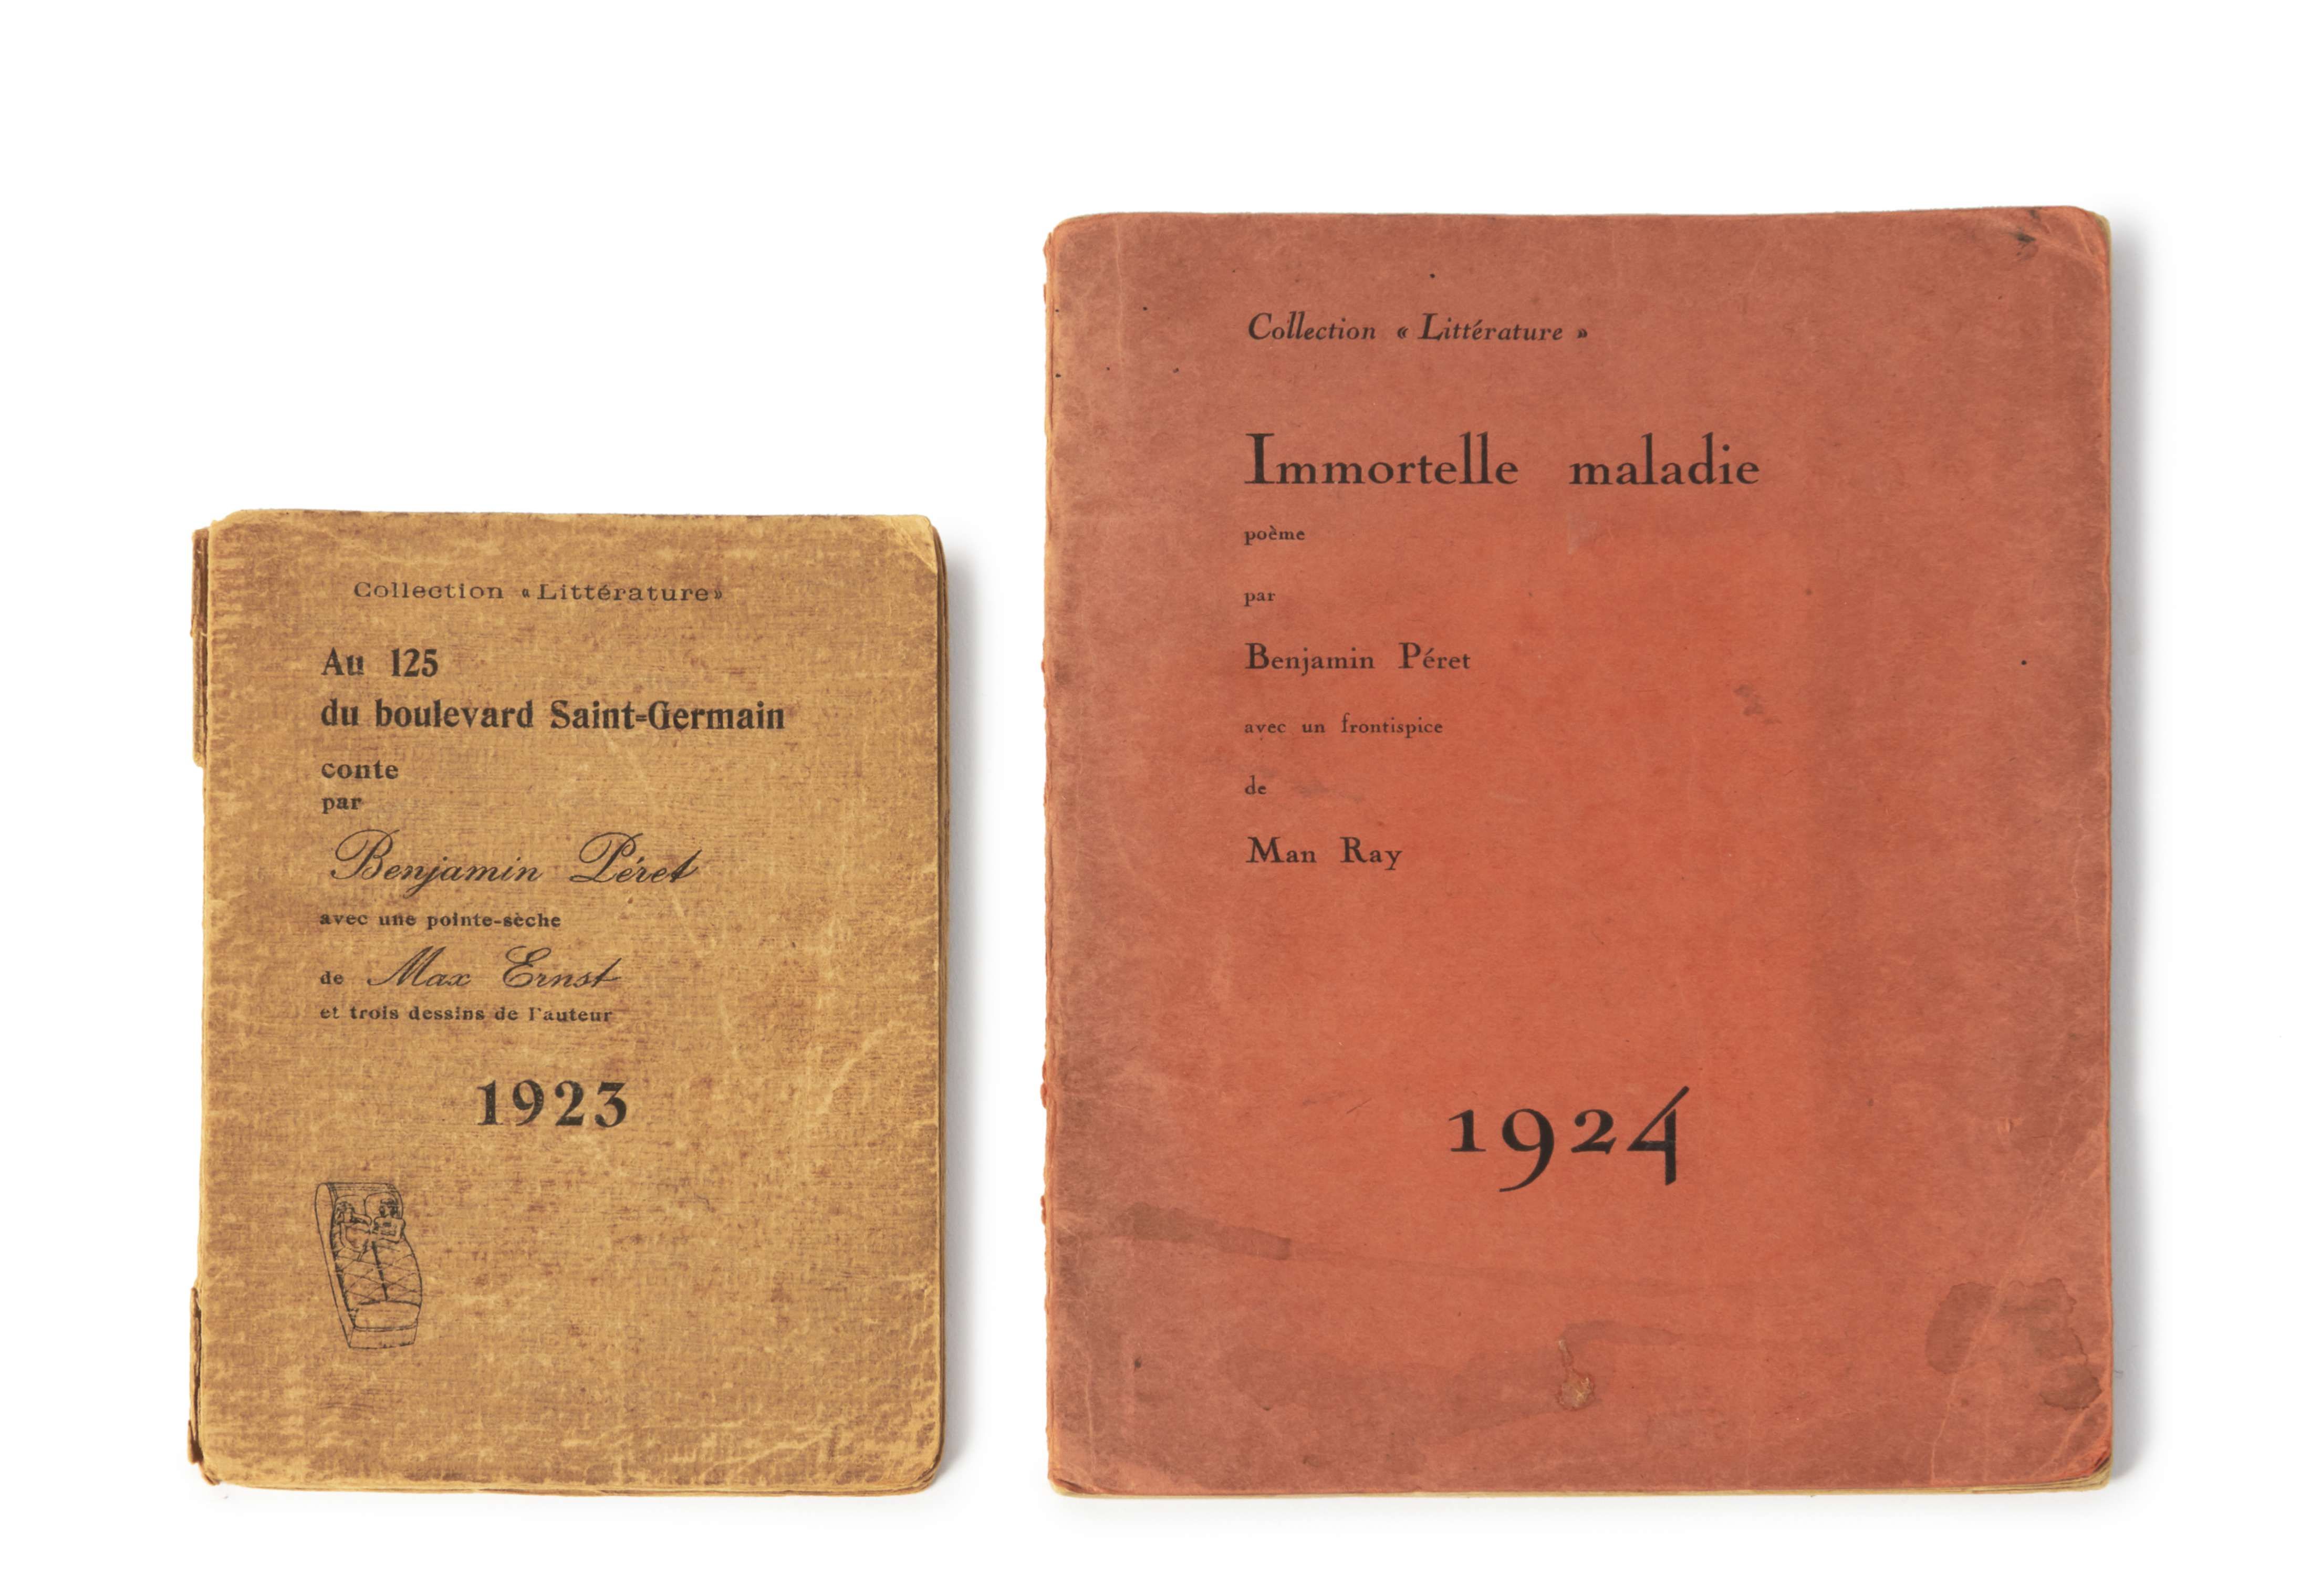 Collection « Littérature »
Au 125
du boulevard Saint-Germain
conte
par
Benjamin Péret
avec une pointe-sèche
de Max Ernst
et trois dessins de l'auteur
1923
Collection « Littérature »
Immortelle maladie
poème
par
Benjamin Péret
avec un frontispice
de
Man Ray
1924